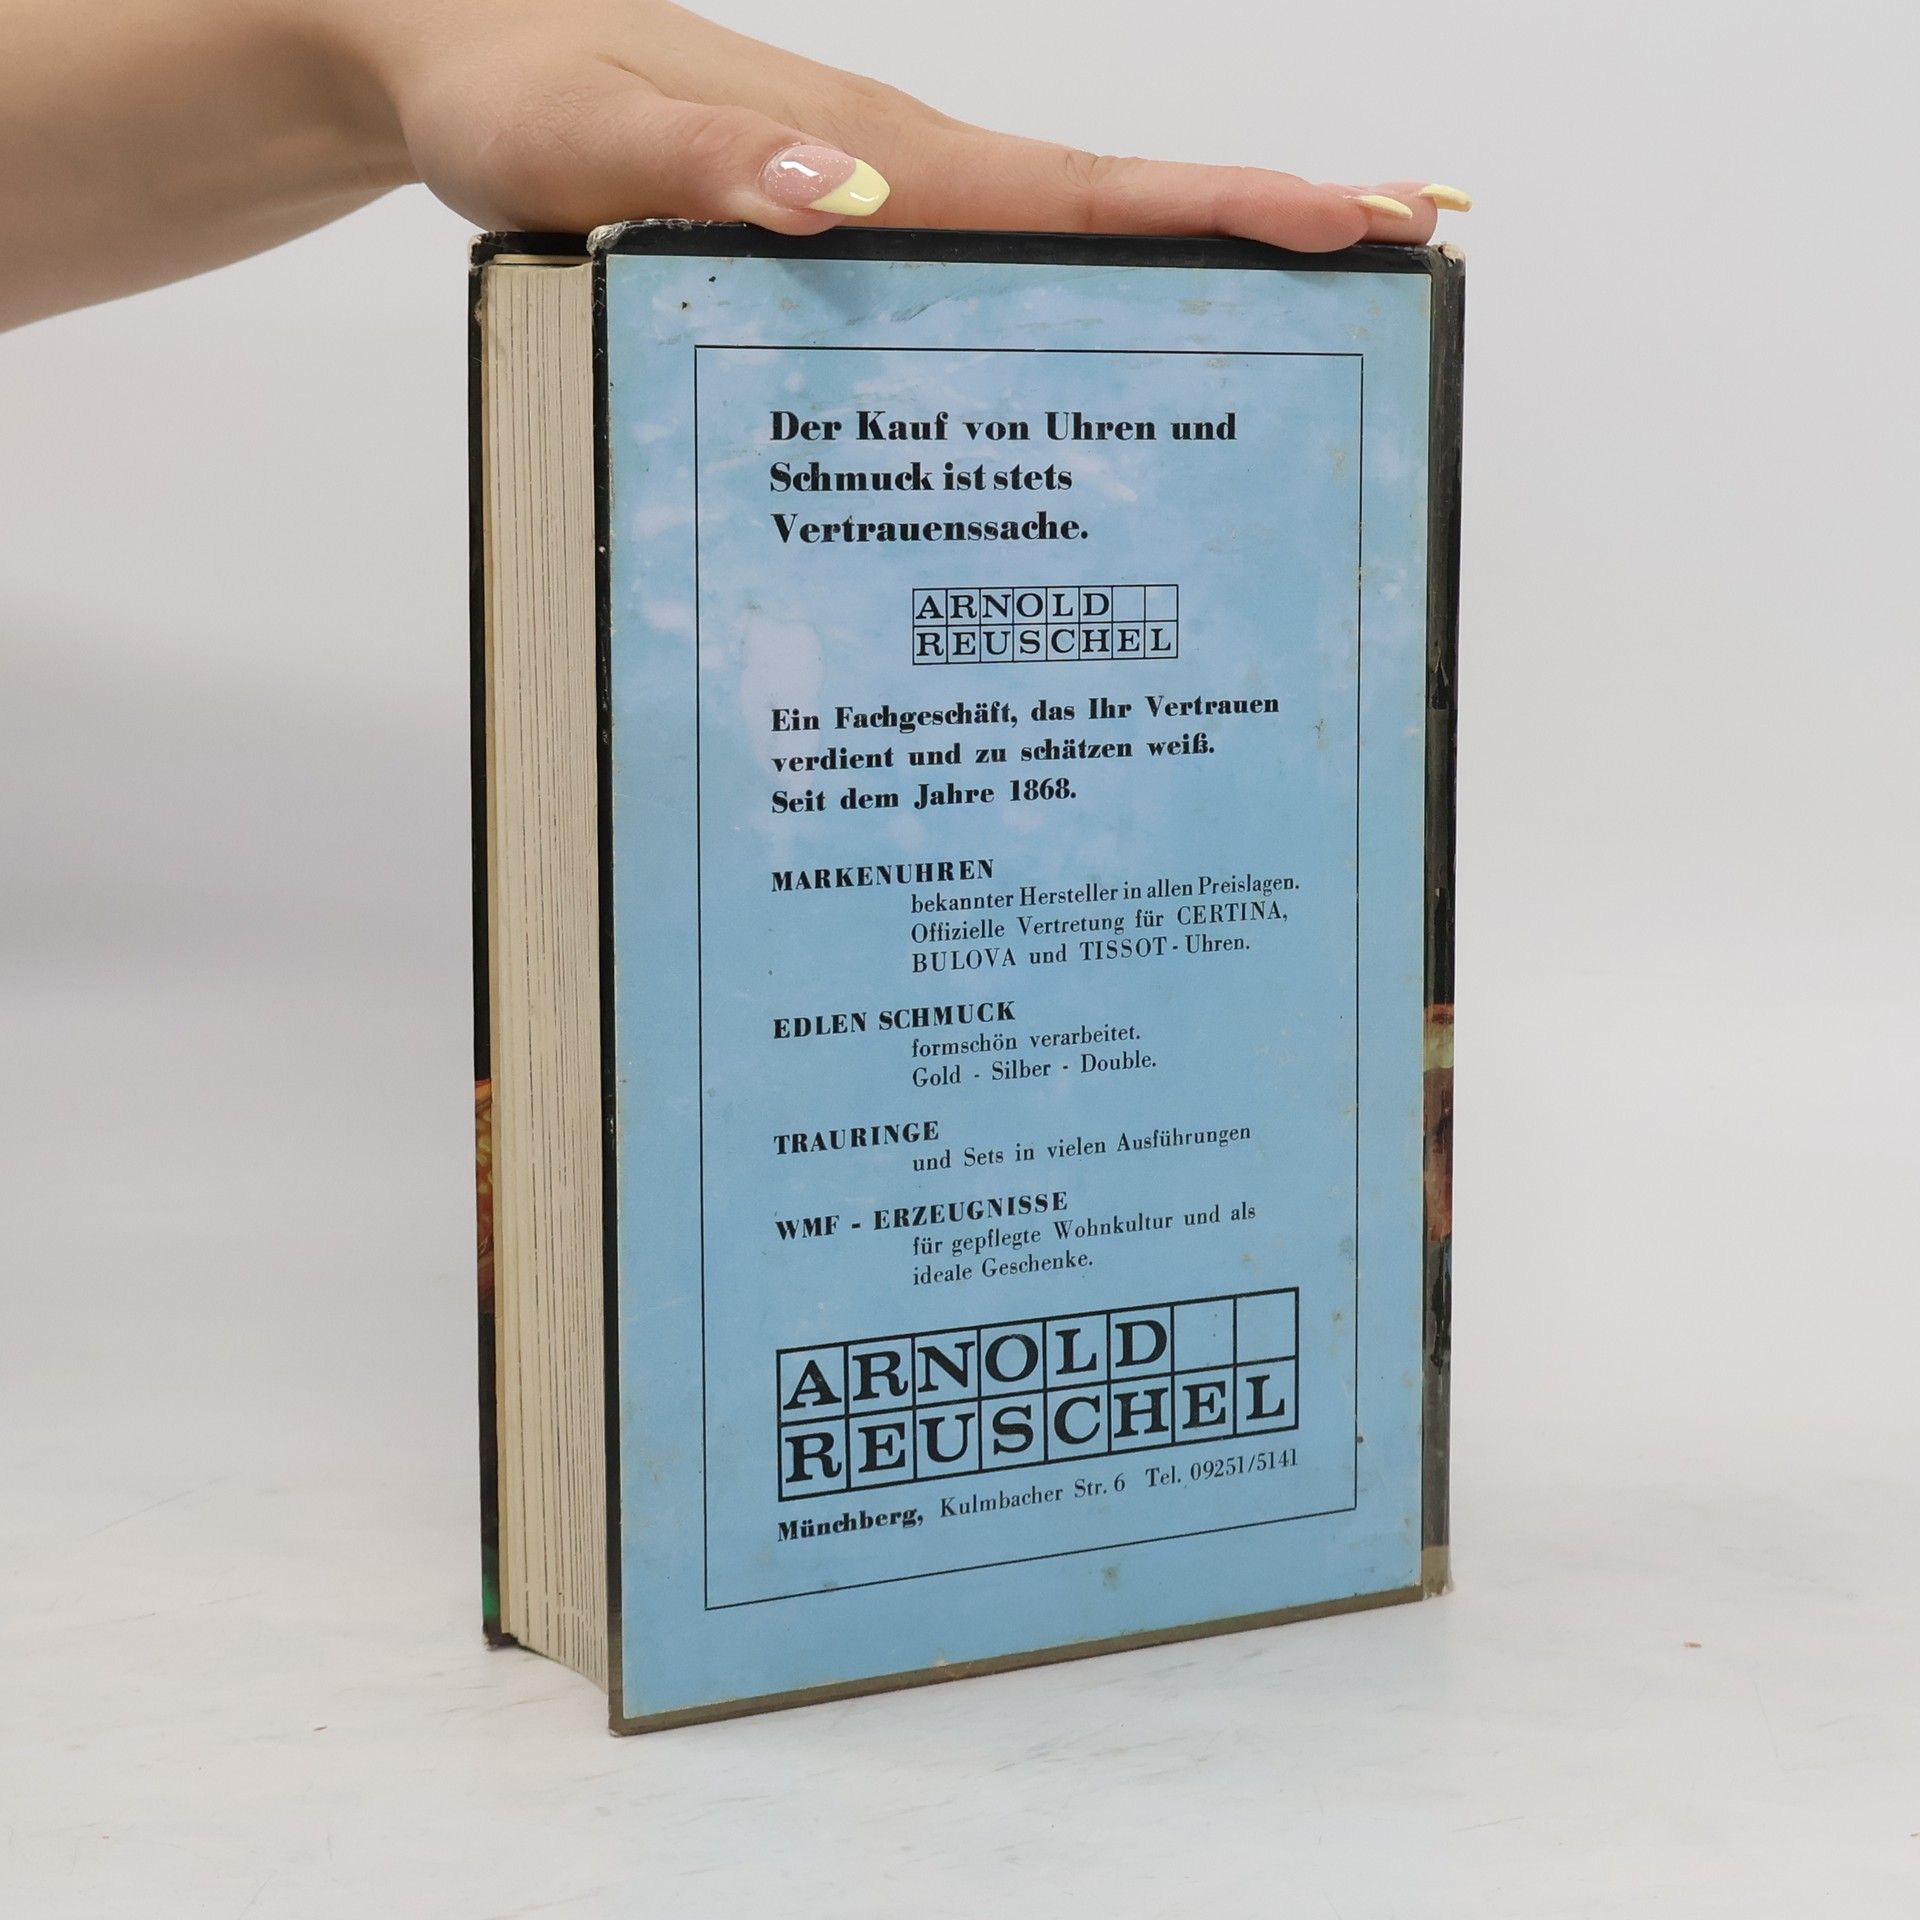 Der Kauf von Uhren und
Schmuck ist stets
Vertrauenssache.
ARNOLD
REUSCHEL
Ein Fachgeschäft, das Ihr Vertrauen
verdient und zu schätzen weiß.
Seit dem Jahre 1868.
MARKENUHREN
bekannter Hersteller in allen Preislagen.
Offizielle Vertretung für CERTINA,
BULOVA und TISSOT - Uhren.
EDLEN SCHMUCK
formschön verarbeitet.
Gold - Silber - Double.
TRAURINGE
und Sets in vielen Ausführungen
WMF - ERZEUGNISSE
für gepflegte Wohnkultur und als
ideale Geschenke.
ARNOLD
REUSCHEL
Münchberg, Kulmbacher Str. 6 Tel. 09251/5141